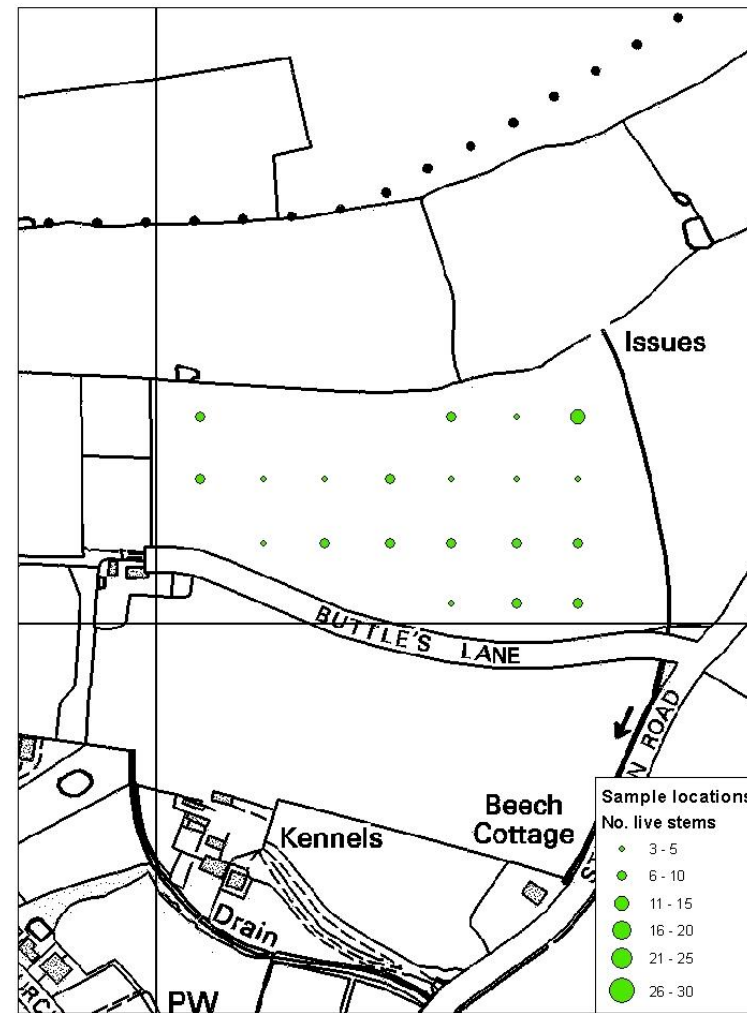 Issues
BUTTLE'S LANE
N ROAD
Beech
Cottage
Kennels
Drain
PW
Sample locations
No. live stems
3 - 5
6 - 10
11 - 15
16 - 20
21 - 25
26 - 30